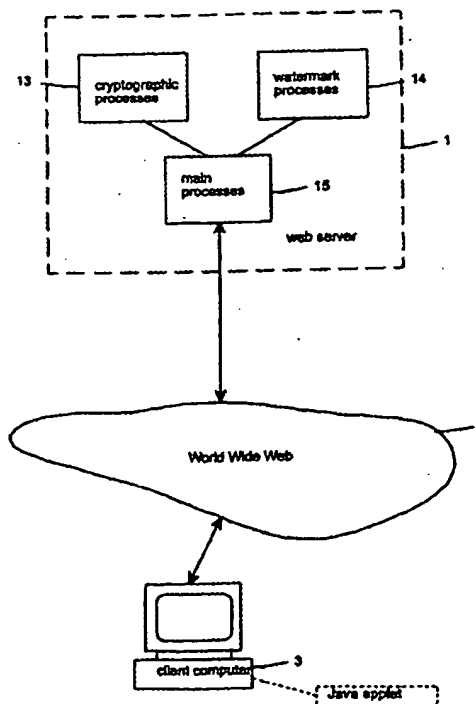 13
cryptographic
processes
watermark
processes
14
1
main
processes
15
web server
World Wide Web
client computer
3
Java applet